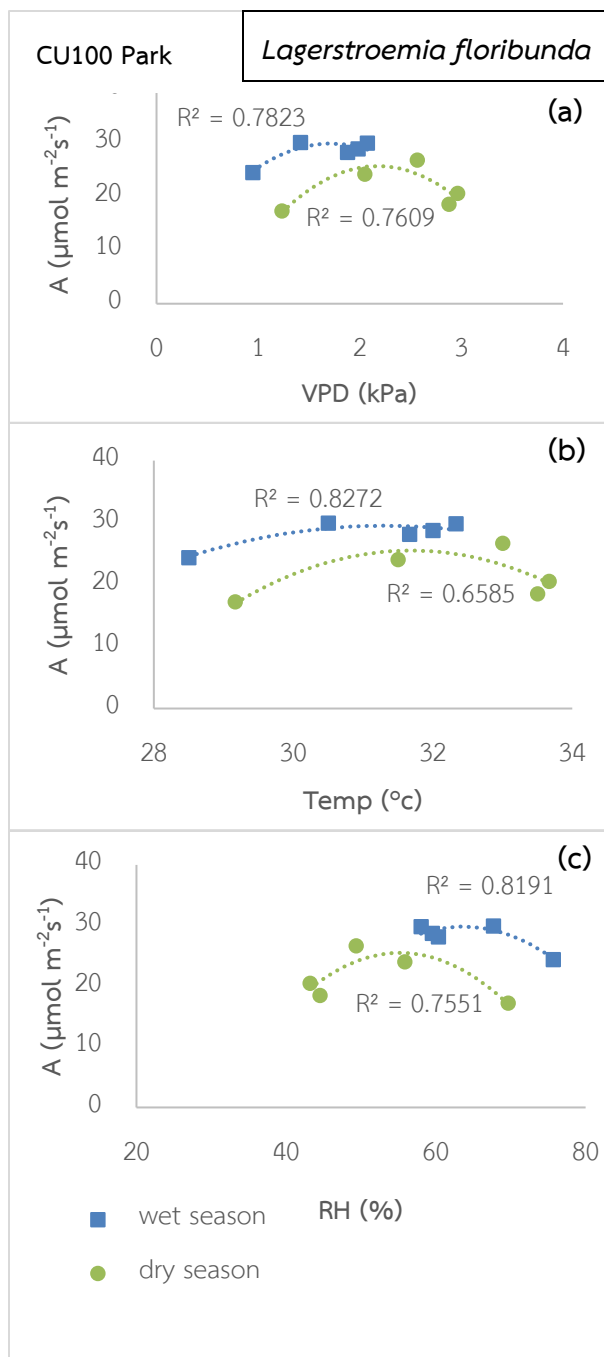 CU100 Park
Lagerstroemia floribunda
(a)
R² = 0.7823
R² = 0.7609
A (µmol m⁻²s⁻¹)
30
20
10
0
0 1 2 3 4
VPD (kPa)
(b)
R² = 0.8272
R² = 0.6585
A (µmol m⁻²s⁻¹)
40
30
20
10
0
28 30 32 34
Temp (°c)
(c)
R² = 0.8191
R² = 0.7551
A (µmol m⁻²s⁻¹)
40
30
20
10
0
20 40 60 80
RH (%)
wet season
dry season